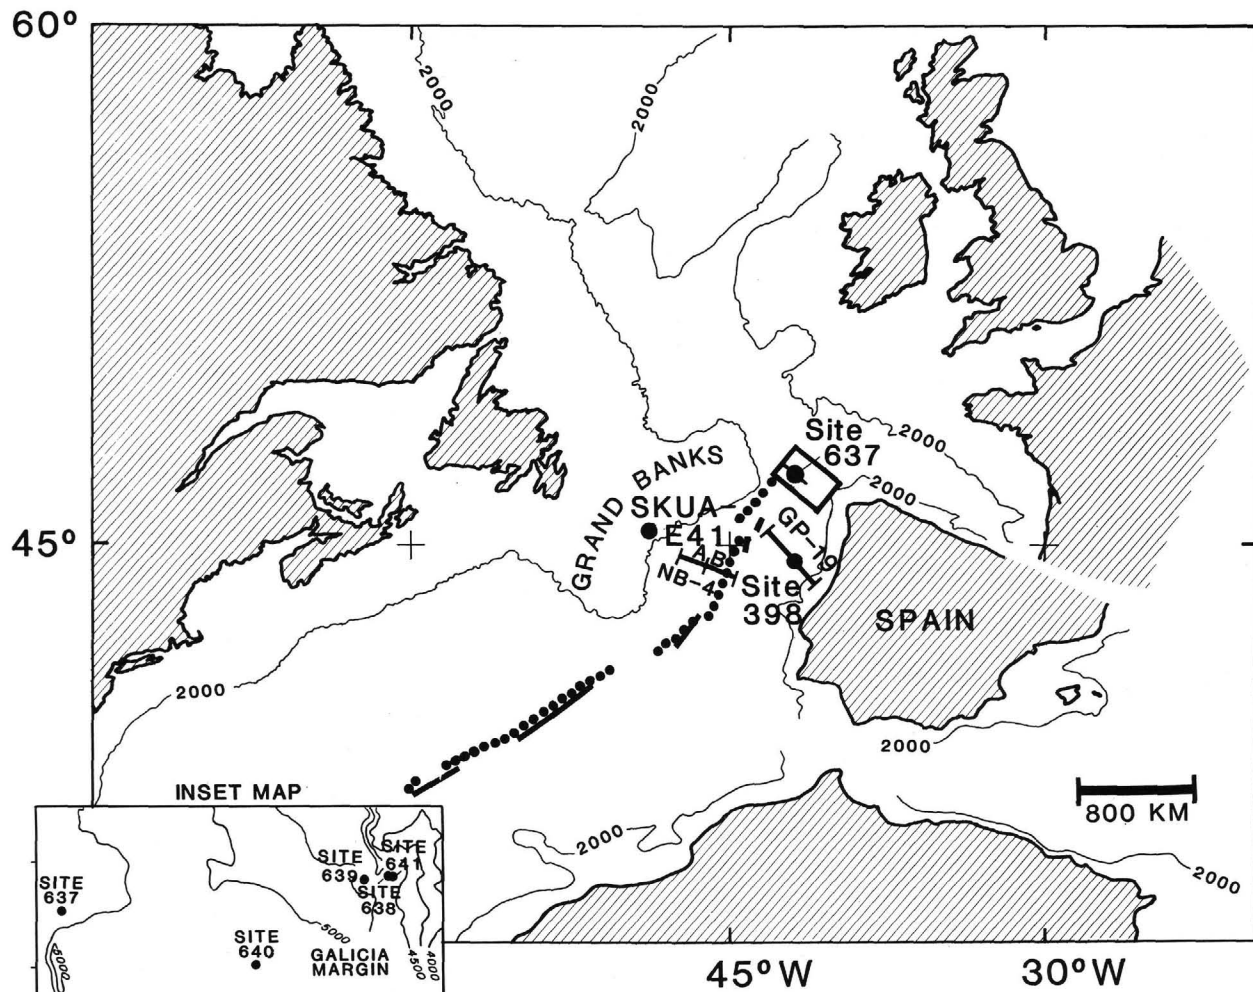 60°
2000
2000
Site
637
2000
2000
GRAND BANKS
SKUA
E41
GP-19
45°
A B
NB-4
Site
398
SPAIN
2000
2000
INSET MAP
800 KM
2000
2000
SITE
637
SITE
639
SITE
641
SITE
638
SITE
640
5000
5000
GALICIA
MARGIN
4500
4000
45°W
30°W